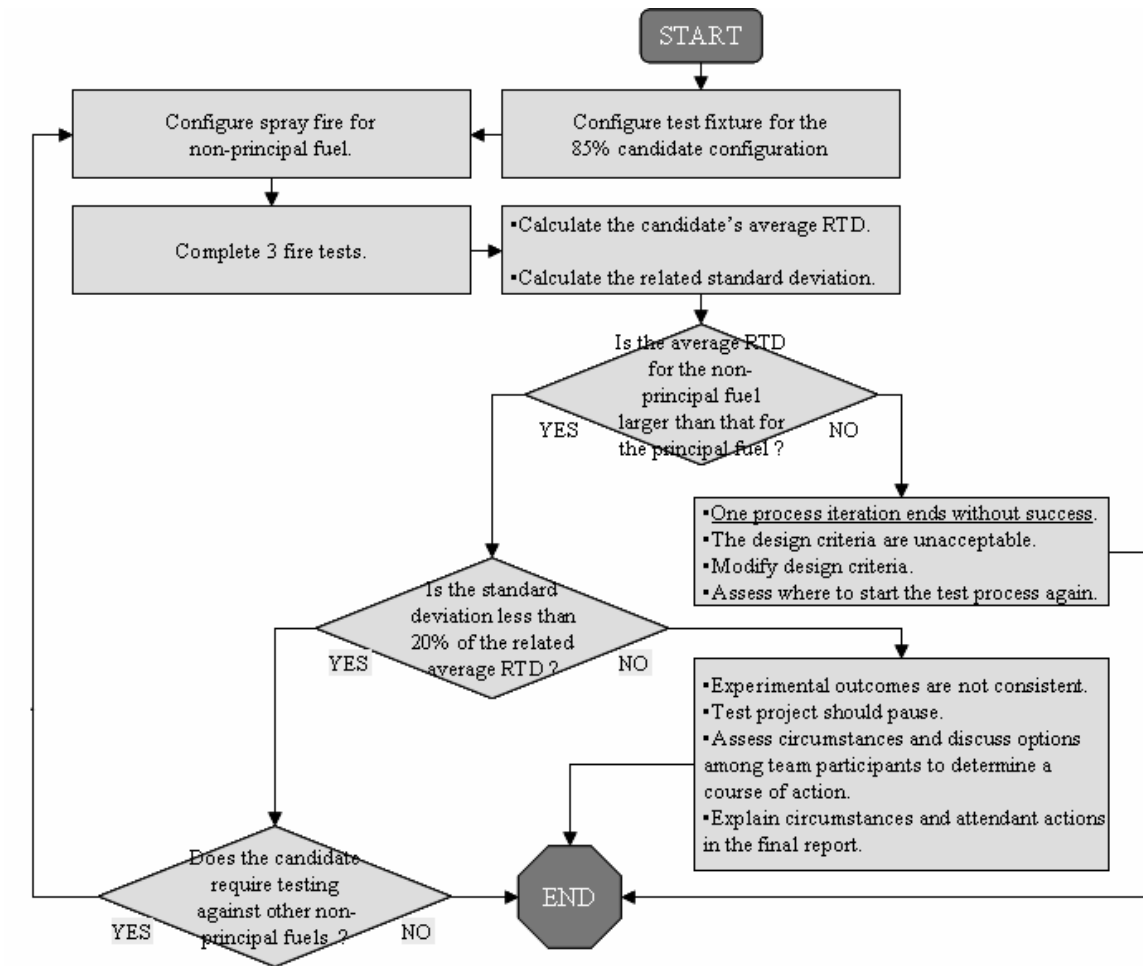 START
Configure spray fire for
non-principal fuel.
Configure test fixture for the
85% candidate configuration
Complete 3 fire tests.
▪Calculate the candidate's average RTD.
▪Calculate the related standard deviation.
Is the average RTD
for the non-
principal fuel
larger than that for
the principal fuel ?
YES
NO
▪One process iteration ends without success.
▪The design criteria are unacceptable.
▪Modify design criteria.
▪Assess where to start the test process again.
Is the standard
deviation less than
20% of the related
average RTD ?
YES
NO
▪Experimental outcomes are not consistent.
▪Test project should pause.
▪Assess circumstances and discuss options
among team participants to determine a
course of action.
▪Explain circumstances and attendant actions
in the final report.
Does the candidate
require testing
against other non-
principal fuels ?
YES
NO
END